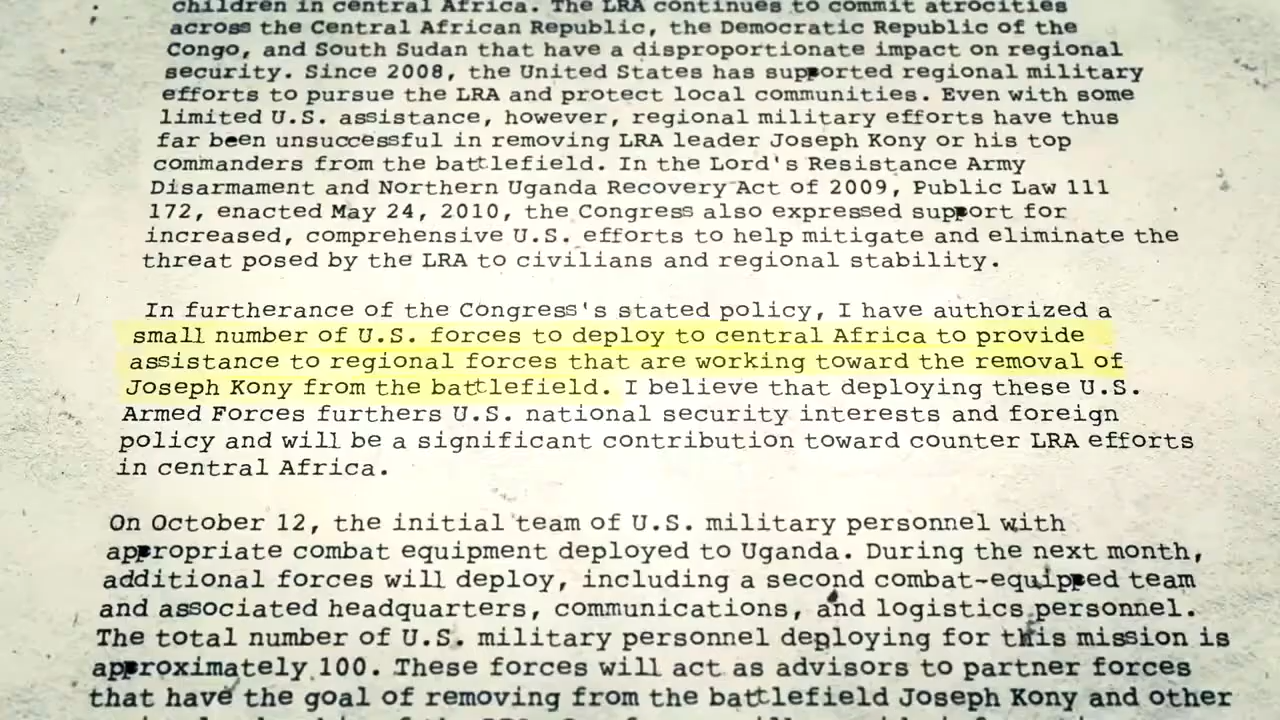 children in central Africa. The LRA continues to commit atrocities
across the Central African Republic, the Democratic Republic of the
Congo, and South Sudan that have a disproportionate impact on regional
security. Since 2008, the United States has supported regional military
efforts to pursue the LRA and protect local communities. Even with some
limited U.S. assistance, however, regional military efforts have thus
far been unsuccessful in removing LRA leader Joseph Kony or his top
commanders from the battlefield. In the Lord's Resistance Army
Disarmament and Northern Uganda Recovery Act of 2009, Public Law 111
172, enacted May 24, 2010, the Congress also expressed support for
increased, comprehensive U.S. efforts to help mitigate and eliminate the
threat posed by the LRA to civilians and regional stability.
In furtherance of the Congress's stated policy, I have authorized a
small number of U.S. forces to deploy to central Africa to provide
assistance to regional forces that are working toward the removal of
Joseph Kony from the battlefield. I believe that deploying these U.S.
Armed Forces furthers U.S. national security interests and foreign
policy and will be a significant contribution toward counter LRA efforts
in central Africa.
On October 12, the initial team of U.S. military personnel with
appropriate combat equipment deployed to Uganda. During the next month,
additional forces will deploy, including a second combat-equipped team
and associated headquarters, communications, and logistics personnel.
The total number of U.S. military personnel deploying for this mission is
approximately 100. These forces will act as advisors to partner forces
that have the goal of removing from the battlefield Joseph Kony and other